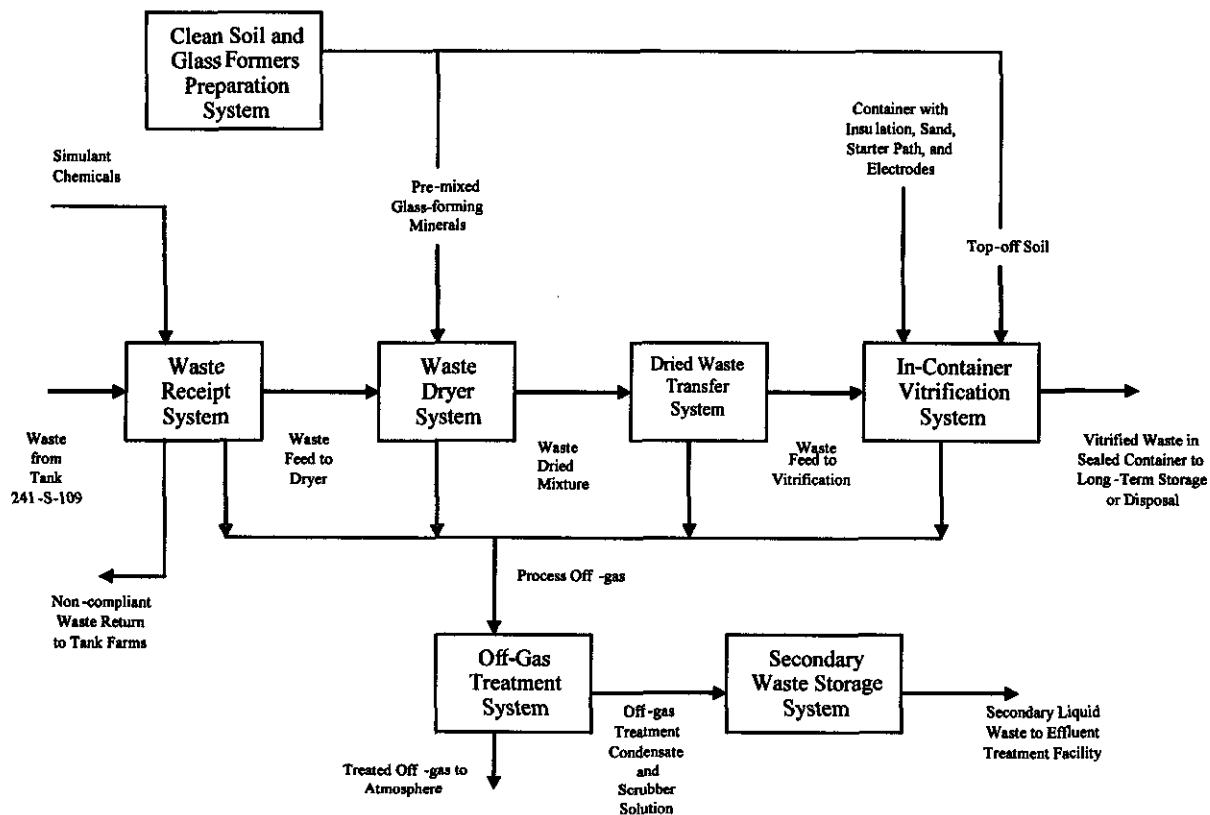 Clean Soil and
Glass Formers
Preparation
System
Container with
Insulation, Sand,
Starter Path, and
Electrodes
Simulant
Chemicals
Pre-mixed
Glass-forming
Minerals
Top-off Soil
Waste
Receipt
System
Waste
Dryer
System
Dried Waste
Transfer
System
In-Container
Vitrification
System
Waste
from
Tank
241-S-109
Waste
Feed to
Dryer
Waste
Dried
Mixture
Waste
Feed to
Vitrification
Vitrified Waste in
Sealed Container to
Long-Term Storage
or Disposal
Process Off-gas
Non-compliant
Waste Return
to Tank Farms
Off-Gas
Treatment
System
Secondary
Waste Storage
System
Off-gas
Treatment
Condensate
and
Scrubber
Solution
Secondary Liquid
Waste to Effluent
Treatment Facility
Treated Off-gas to
Atmosphere